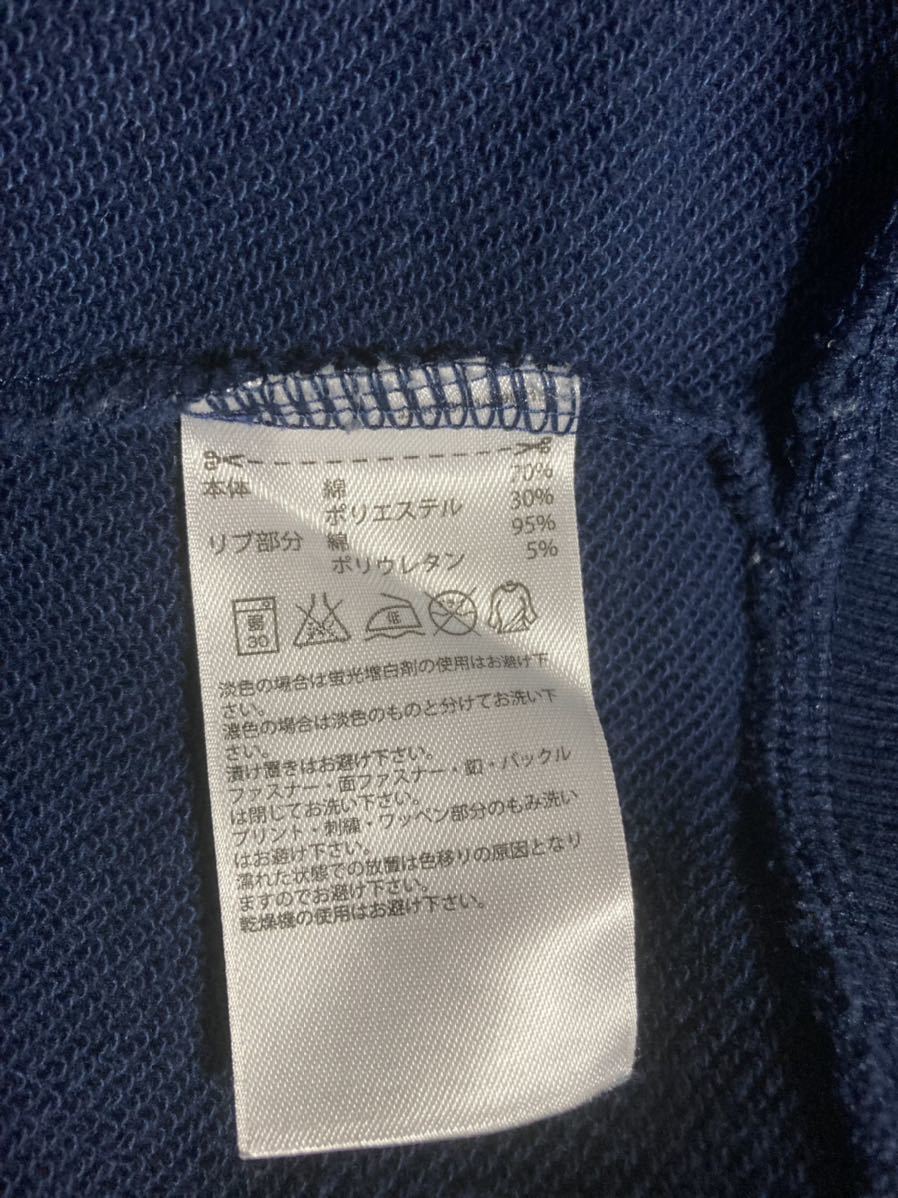 本体 綿 70%
ポリエステル 30%
リブ部分 綿 95%
ポリウレタン 5%
弱 30 低
淡色の場合は蛍光増白剤の使用はお避け下
さい。
濃色の場合は淡色のものと分けてお洗い下
さい。
漬け置きはお避け下さい。
ファスナー・面ファスナー・釦・バックル
は閉じてお洗い下さい。
プリント・刺繍・ワッペン部分のもみ洗い
はお避け下さい。
濡れた状態での放置は色移りの原因となり
ますのでお避け下さい。
乾燥機の使用はお避け下さい。